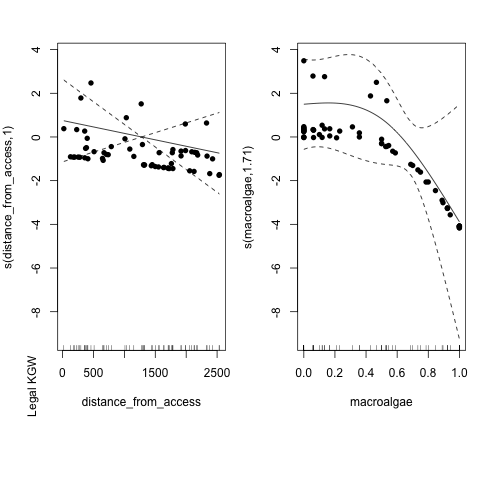 s(distance_from_access,1)
4
2
0
-2
-4
-6
-8
0 500 1500 2500
distance_from_access
Legal KGW
s(macroalgae,1.71)
4
2
0
-2
-4
-6
-8
0.0 0.2 0.4 0.6 0.8 1.0
macroalgae